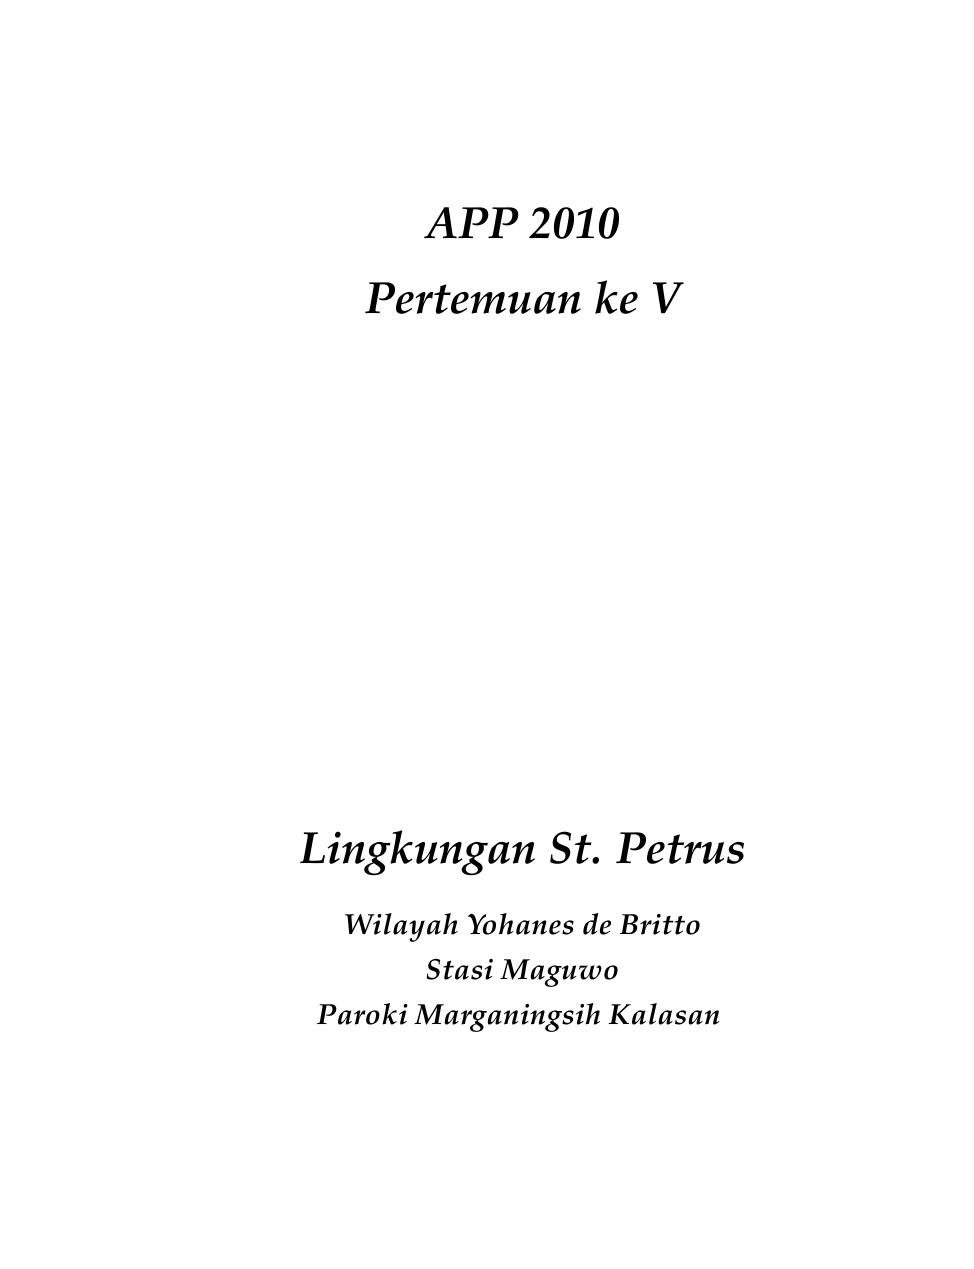 APP 2010
Pertemuan ke V
Lingkungan St. Petrus
Wilayah Yohanes de Britto
Stasi Maguwo
Paroki Marganingsih Kalasan